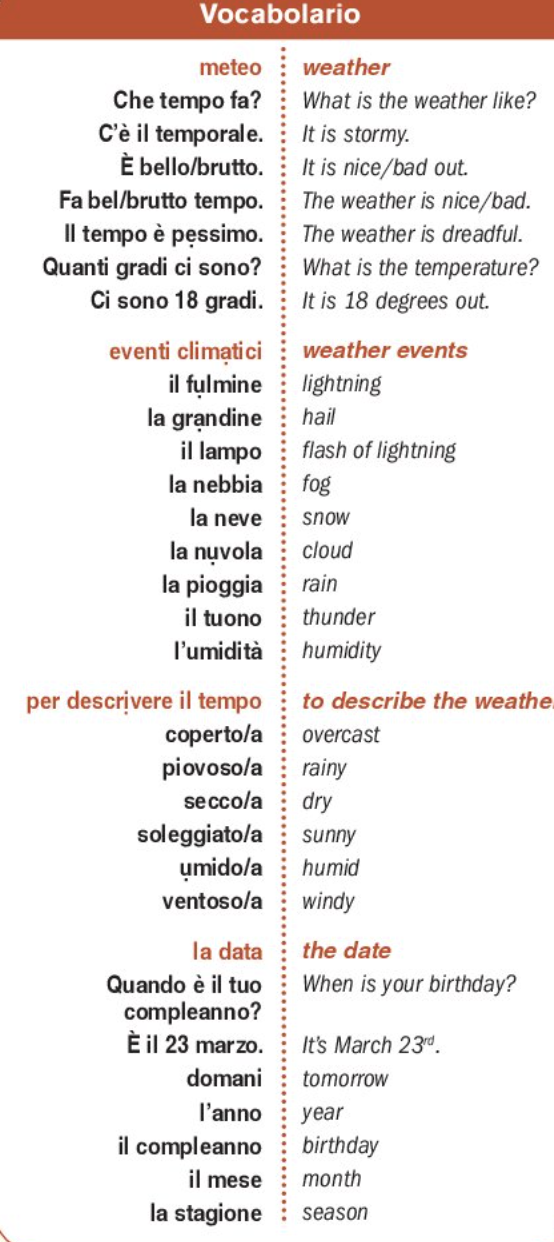 Vocabolario
meteo weather
Che tempo fa? What is the weather like?
C'è il temporale. It is stormy.
È bello/brutto. It is nice/bad out.
Fa bel/brutto tempo. The weather is nice/bad.
Il tempo è pẹssimo. The weather is dreadful.
Quanti gradi ci sono? What is the temperature?
Ci sono 18 gradi. It is 18 degrees out.
eventi climạtici weather events
il fụlmine lightning
la grạndine hail
il lampo flash of lightning
la nebbia fog
la neve snow
la nụvola cloud
la pioggia rain
il tuono thunder
l'umidità humidity
per descrịvere il tempo to describe the weathe
coperto/a overcast
piovoso/a rainy
secco/a dry
soleggiato/a sunny
ụmido/a humid
ventoso/a windy
la data the date
Quando è il tuo When is your birthday?
compleanno?
È il 23 marzo. It's March 23rd.
domani tomorrow
l'anno year
il compleanno birthday
il mese month
la stagione season